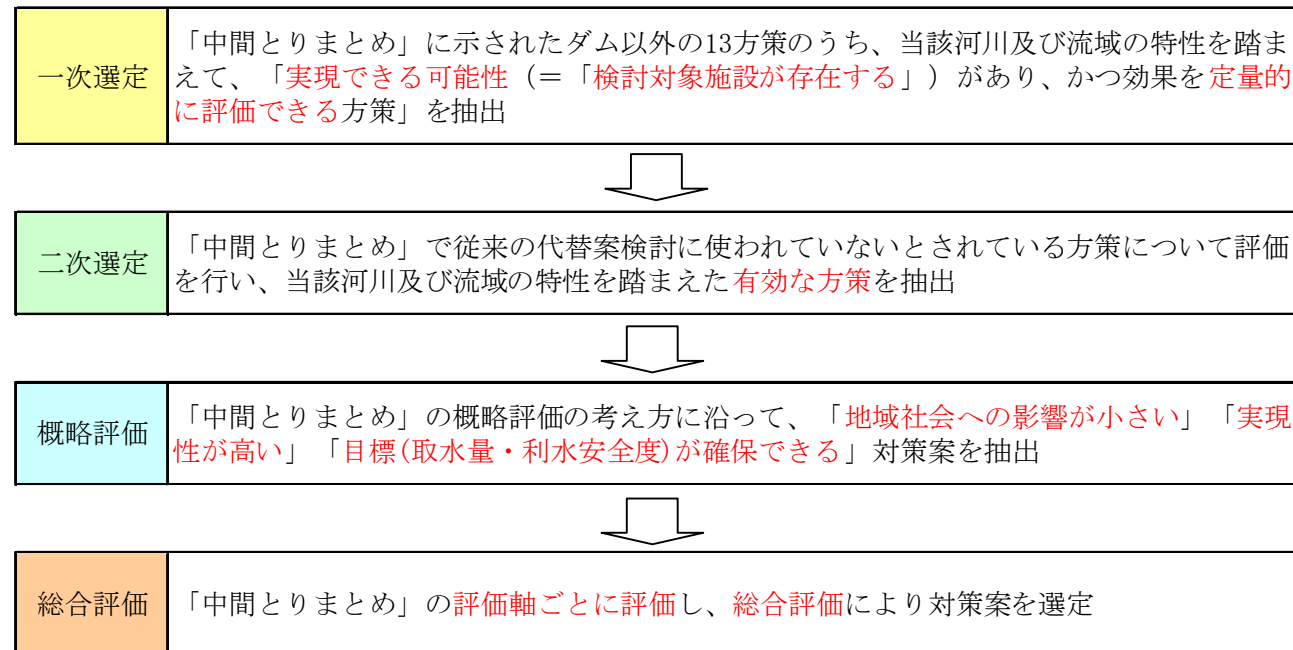 一次選定
「中間とりまとめ」に示されたダム以外の13方策のうち、当該河川及び流域の特性を踏ま
えて、「実現できる可能性（＝「検討対象施設が存在する」）があり、かつ効果を定量的
に評価できる方策」を抽出
二次選定
「中間とりまとめ」で従来の代替案検討に使われていないとされている方策について評価
を行い、当該河川及び流域の特性を踏まえた有効な方策を抽出
概略評価
「中間とりまとめ」の概略評価の考え方に沿って、「地域社会への影響が小さい」「実現
性が高い」「目標(取水量・利水安全度)が確保できる」対策案を抽出
総合評価
「中間とりまとめ」の評価軸ごとに評価し、総合評価により対策案を選定